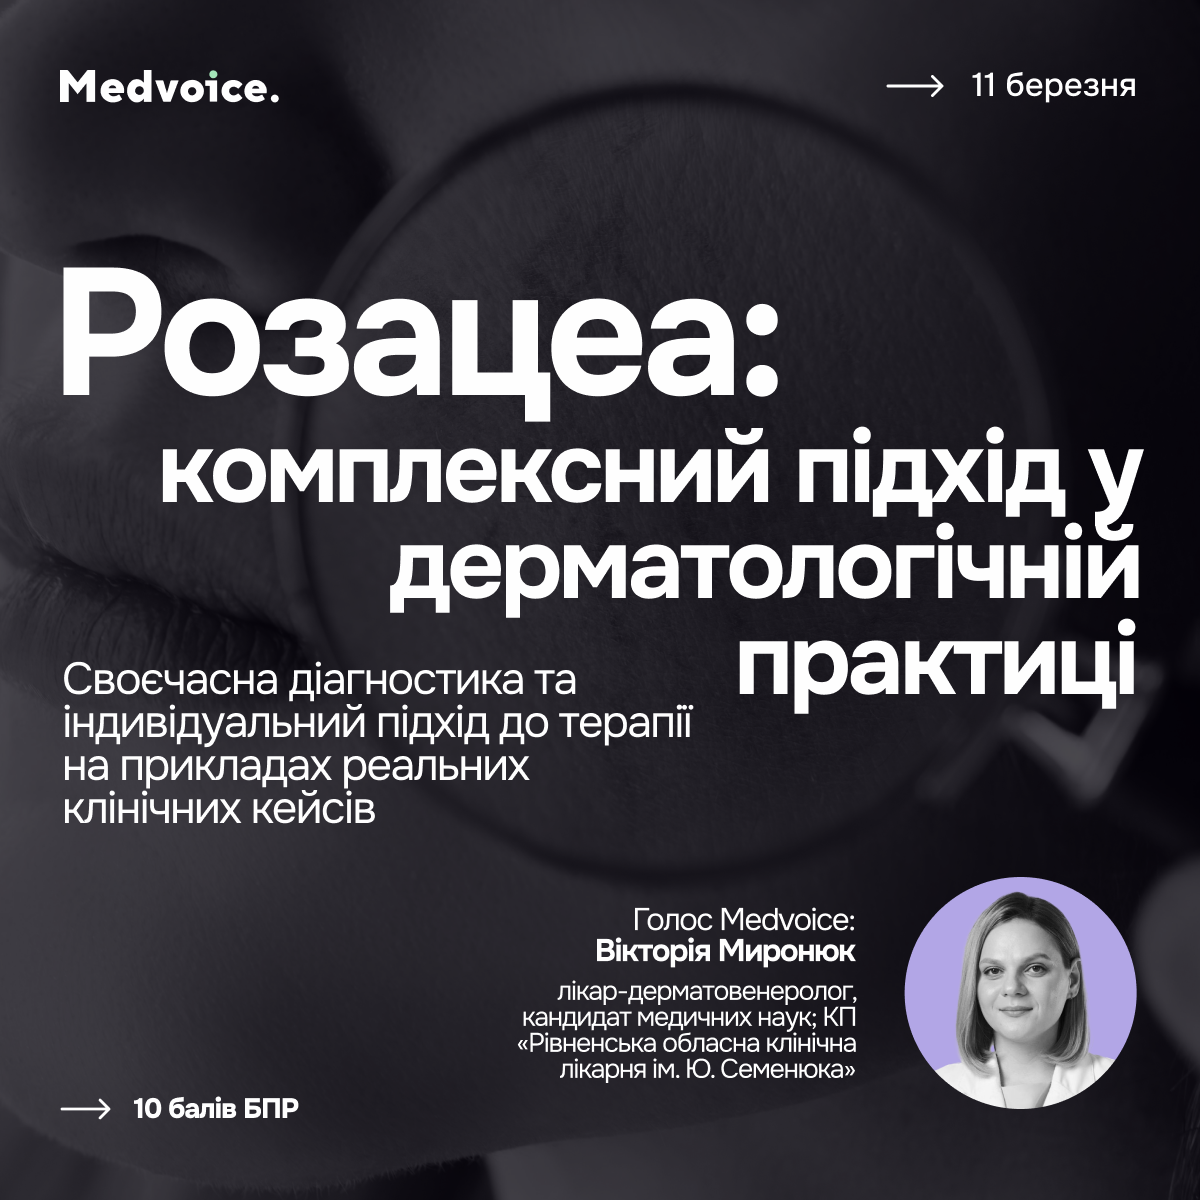 Medvoice.
11 березня
Розацеа:
комплексний підхід у
дерматологічній
практиці
Своєчасна діагностика та
індивідуальний підхід до терапії
на прикладах реальних
клінічних кейсів
Голос Medvoice:
Вікторія Миронюк
лікар-дерматовенеролог,
кандидат медичних наук; КП
«Рівненська обласна клінічна
лікарня ім. Ю. Семенюка»
10 балів БПР